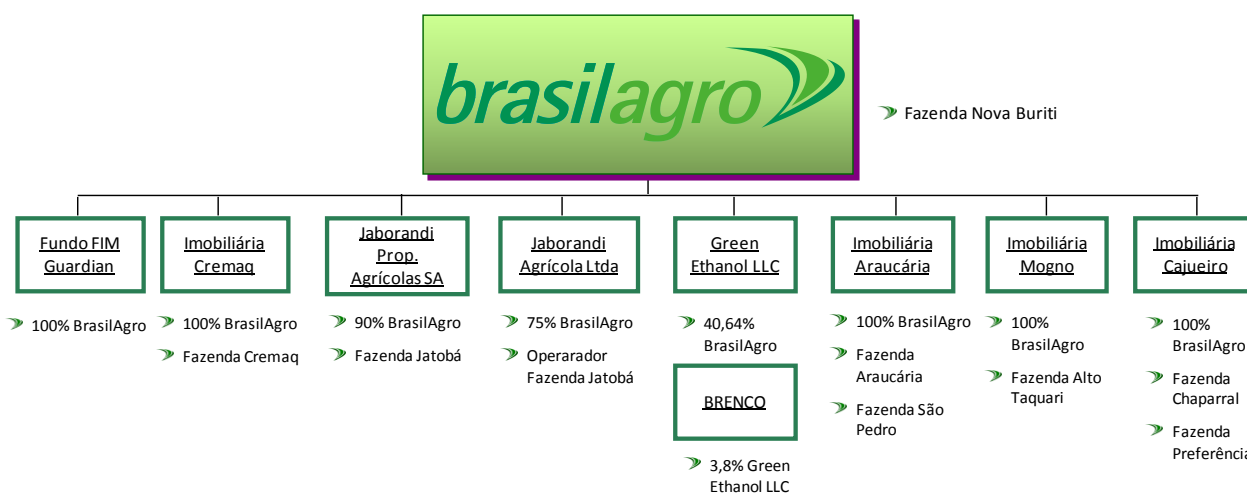 brasilagro
Fazenda Nova Buriti
Fundo FIM
Guardian
100% BrasilAgro
Imobiliária
Cremaq
100% BrasilAgro
Fazenda Cremaq
Jaborandi
Prop.
Agrícolas SA
90% BrasilAgro
Fazenda Jatobá
Jaborandi
Agrícola Ltda
75% BrasilAgro
Operarador
Fazenda Jatobá
Green
Ethanol LLC
40,64%
BrasilAgro
BRENCO
3,8% Green
Ethanol LLC
Imobiliária
Araucária
100% BrasilAgro
Fazenda
Araucária
Fazenda São
Pedro
Imobiliária
Mogno
100%
BrasilAgro
Fazenda Alto
Taquari
Imobiliária
Cajueiro
100%
BrasilAgro
Fazenda
Chaparral
Fazenda
Preferência